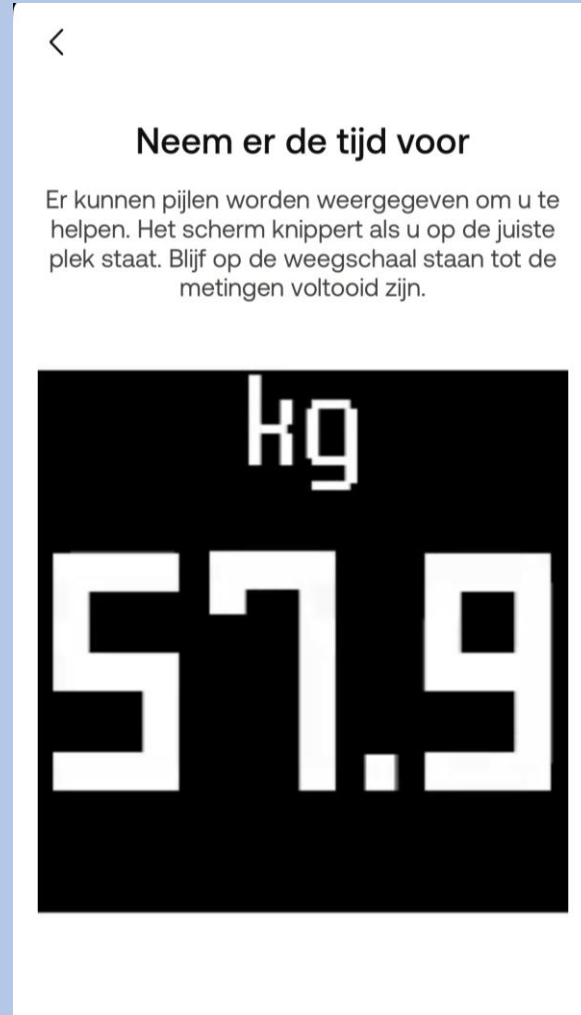 Neem er de tijd voor
Er kunnen pijlen worden weergegeven om u te
helpen. Het scherm knippert als u op de juiste
plek staat. Blijf op de weegschaal staan tot de
metingen voltooid zijn.
kg
57.9